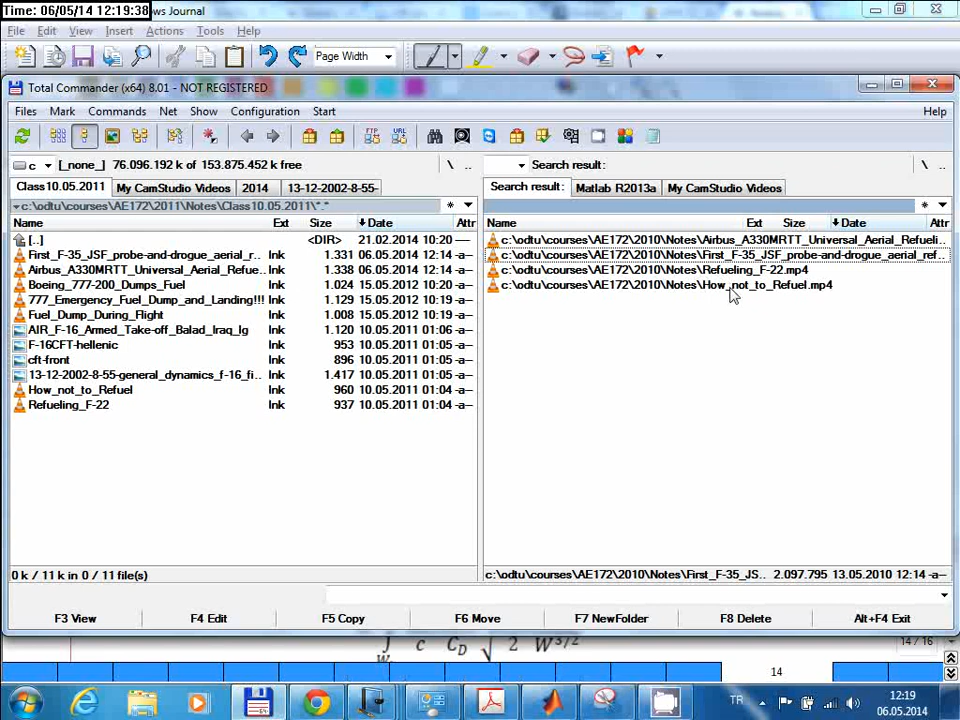 Time: 06/05/14 12:19:38 ws Journal
File Edit View Insert Actions Tools Help
Page Width
Total Commander (x64) 8.01 - NOT REGISTERED
Files Mark Commands Net Show Configuration Start Help
c [_none_] 76.096.192 k of 153.875.452 k free \ .. Search result: \ ..
Class10.05.2011 My CamStudio Videos 2014 13-12-2002-8-55- Search result: Matlab R2013a My CamStudio Videos
c:\odtu\courses\AE172\2011\Notes\Class10.05.2011\*.* *
Name Ext Size Date Attr Name Ext Size Date Attr
[..] <DIR> 21.02.2014 10:20 ---- c:\odtu\courses\AE172\2010\Notes\Airbus_A330MRTT_Universal_Aerial_Refueli...
First_F-35_JSF_probe-and-drogue_aerial_r... lnk 1.331 06.05.2014 12:14 -a-- c:\odtu\courses\AE172\2010\Notes\First_F-35_JSF_probe-and-drogue_aerial_ref...
Airbus_A330MRTT_Universal_Aerial_Refue... lnk 1.338 06.05.2014 12:14 -a-- c:\odtu\courses\AE172\2010\Notes\Refueling_F-22.mp4
Boeing_777-200_Dumps_Fuel lnk 1.124 15.05.2012 10:19 -a-- c:\odtu\courses\AE172\2010\Notes\How_not_to_Refuel.mp4
777_Emergency_Fuel_Dump_and_Landing!!! lnk 1.129 15.05.2012 10:19 -a--
Fuel_Dump_During_Flight lnk 1.008 15.05.2012 10:19 -a--
AIR_F-16_Armed_Take-off_Balad_Iraq_lg lnk 1.120 10.05.2011 01:06 -a--
F-16CFT-hellenic lnk 953 10.05.2011 01:05 -a--
cft-front lnk 896 10.05.2011 01:05 -a--
13-12-2002-8-55-general_dynamics_f-16_fi... lnk 1.417 10.05.2011 01:05 -a--
How_not_to_Refuel lnk 960 10.05.2011 01:04 -a--
Refueling_F-22 lnk 937 10.05.2011 01:04 -a--
0 k / 11 k in 0 / 11 file(s) c:\odtu\courses\AE172\2010\Notes\First_F-35_JS... 2.097.795 13.05.2010 12:14 -a--
F3 View F4 Edit F5 Copy F6 Move F7 NewFolder F8 Delete Alt+F4 Exit
c C_D √ 2 W^3/2 14 / 16
14
TR 12:19
06.05.2014